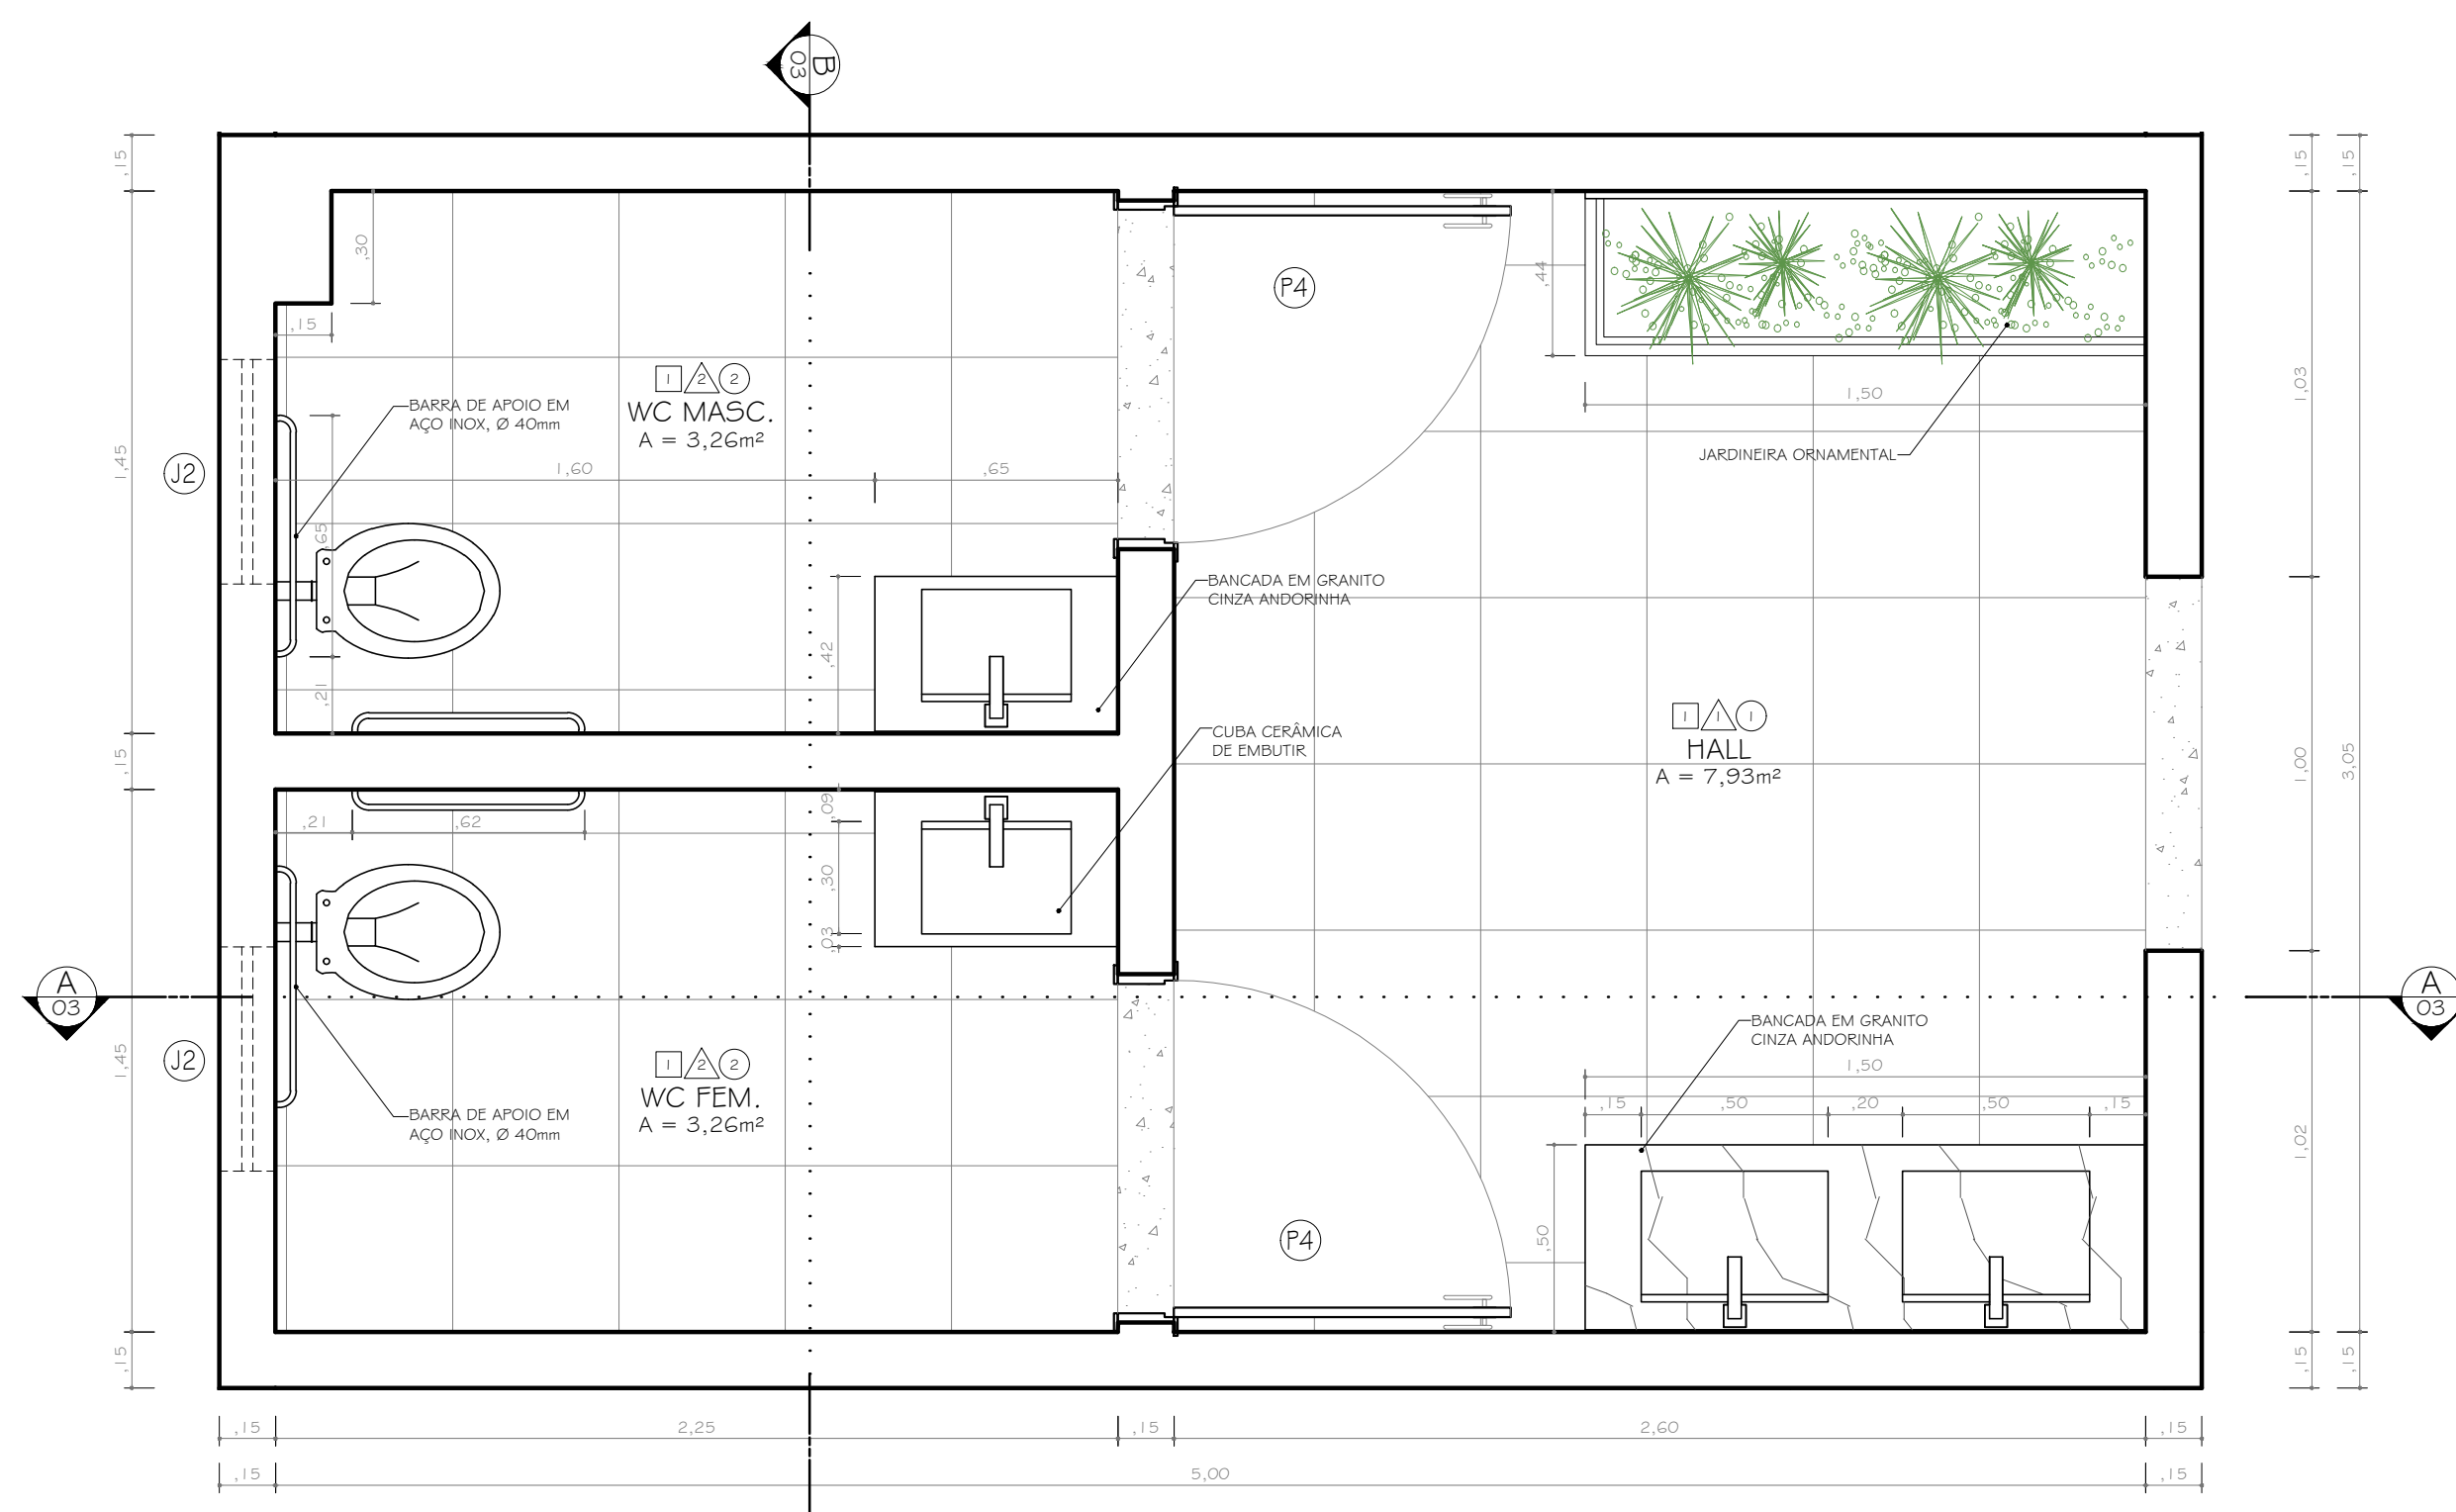 B
03
,15
,15
,15
,30
,44
P4
,15
1,50
1,03
1,45
J2
BARRA DE APOIO EM
AÇO INOX, Ø 40mm
1 2 2
WC MASC.
A = 3,26m²
JARDINEIRA ORNAMENTAL
1,60
,65
,65
BANCADA EM GRANITO
CINZA ANDORINHA
,42
,21
1 1 1
HALL
A = 7,93m²
CUBA CERÂMICA
DE EMBUTIR
,15
1,00
3,05
,09
,21
,62
,30
,03
A
03
A
03
J2
1,45
1 2 2
WC FEM.
A = 3,26m²
BARRA DE APOIO EM
AÇO INOX, Ø 40mm
BANCADA EM GRANITO
CINZA ANDORINHA
1,50
,15
,50
,20
,50
,15
1,02
P4
,50
,15
,15
,15
,15
2,25
,15
2,60
,15
,15
5,00
,15